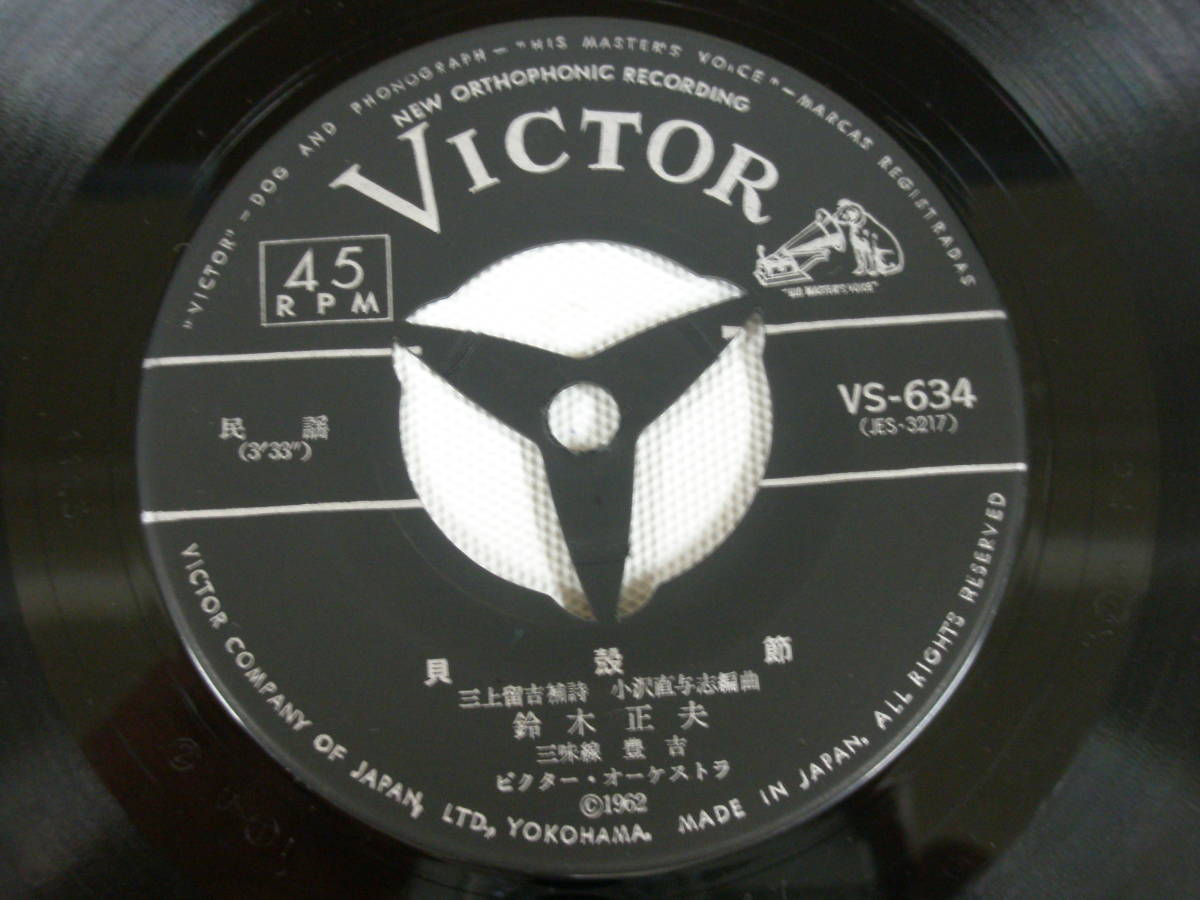 "VICTOR" – DOG AND PHONOGRAPH – "HIS MASTER'S VOICE" – MARCAS REGISTRADAS
NEW ORTHOPHONIC RECORDING
VICTOR
45
RPM
"HIS MASTER'S VOICE"
民謡
(3'33")
VS-634
(JES-3217)
貝殻節
三上留吉補詩 小沢直与志編曲
鈴木正夫
三味線 豊吉
ビクター・オーケストラ
©1962
VICTOR COMPANY OF JAPAN, LTD., YOKOHAMA. MADE IN JAPAN, ALL RIGHTS RESERVED